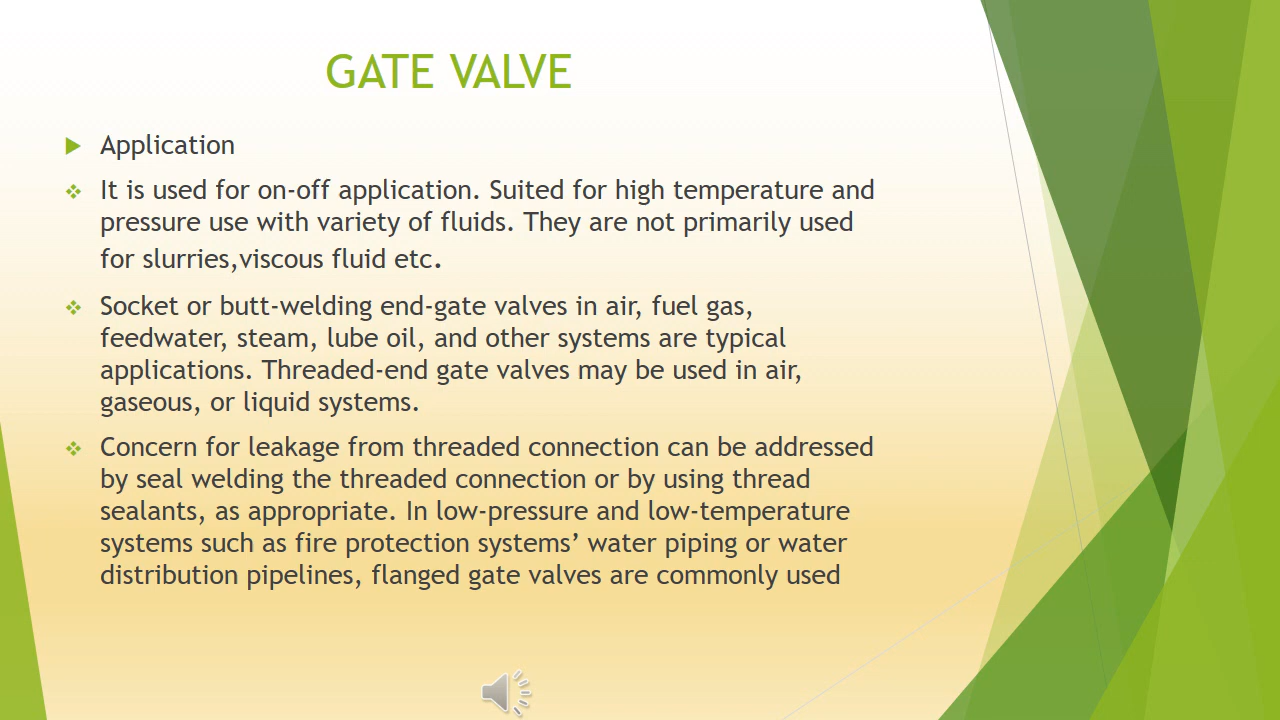 GATE VALVE
Application
It is used for on-off application. Suited for high temperature and
pressure use with variety of fluids. They are not primarily used
for slurries,viscous fluid etc.
Socket or butt-welding end-gate valves in air, fuel gas,
feedwater, steam, lube oil, and other systems are typical
applications. Threaded-end gate valves may be used in air,
gaseous, or liquid systems.
Concern for leakage from threaded connection can be addressed
by seal welding the threaded connection or by using thread
sealants, as appropriate. In low-pressure and low-temperature
systems such as fire protection systems’ water piping or water
distribution pipelines, flanged gate valves are commonly used